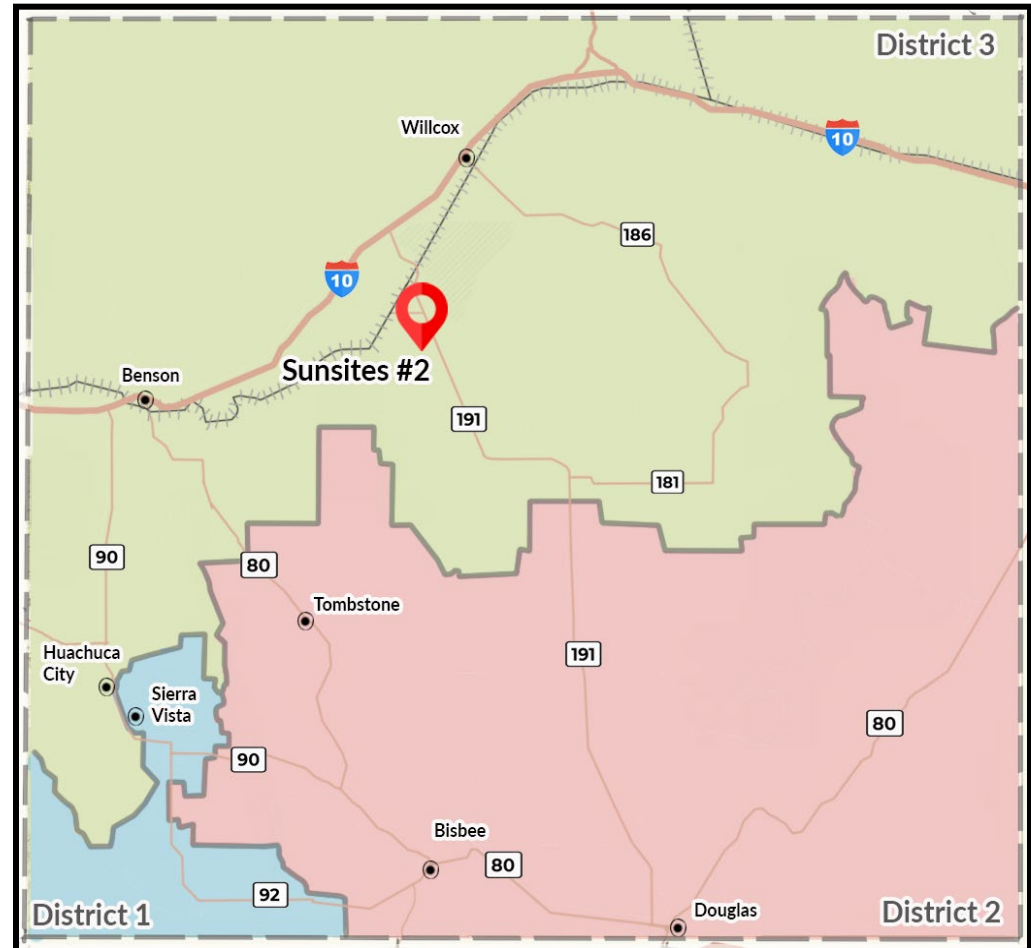 District 3
Willcox
10
186
10
Sunsites #2
Benson
191
181
90
80
Tombstone
Huachuca
City
191
Sierra
Vista
80
90
Bisbee
80
92
District 1
Douglas
District 2